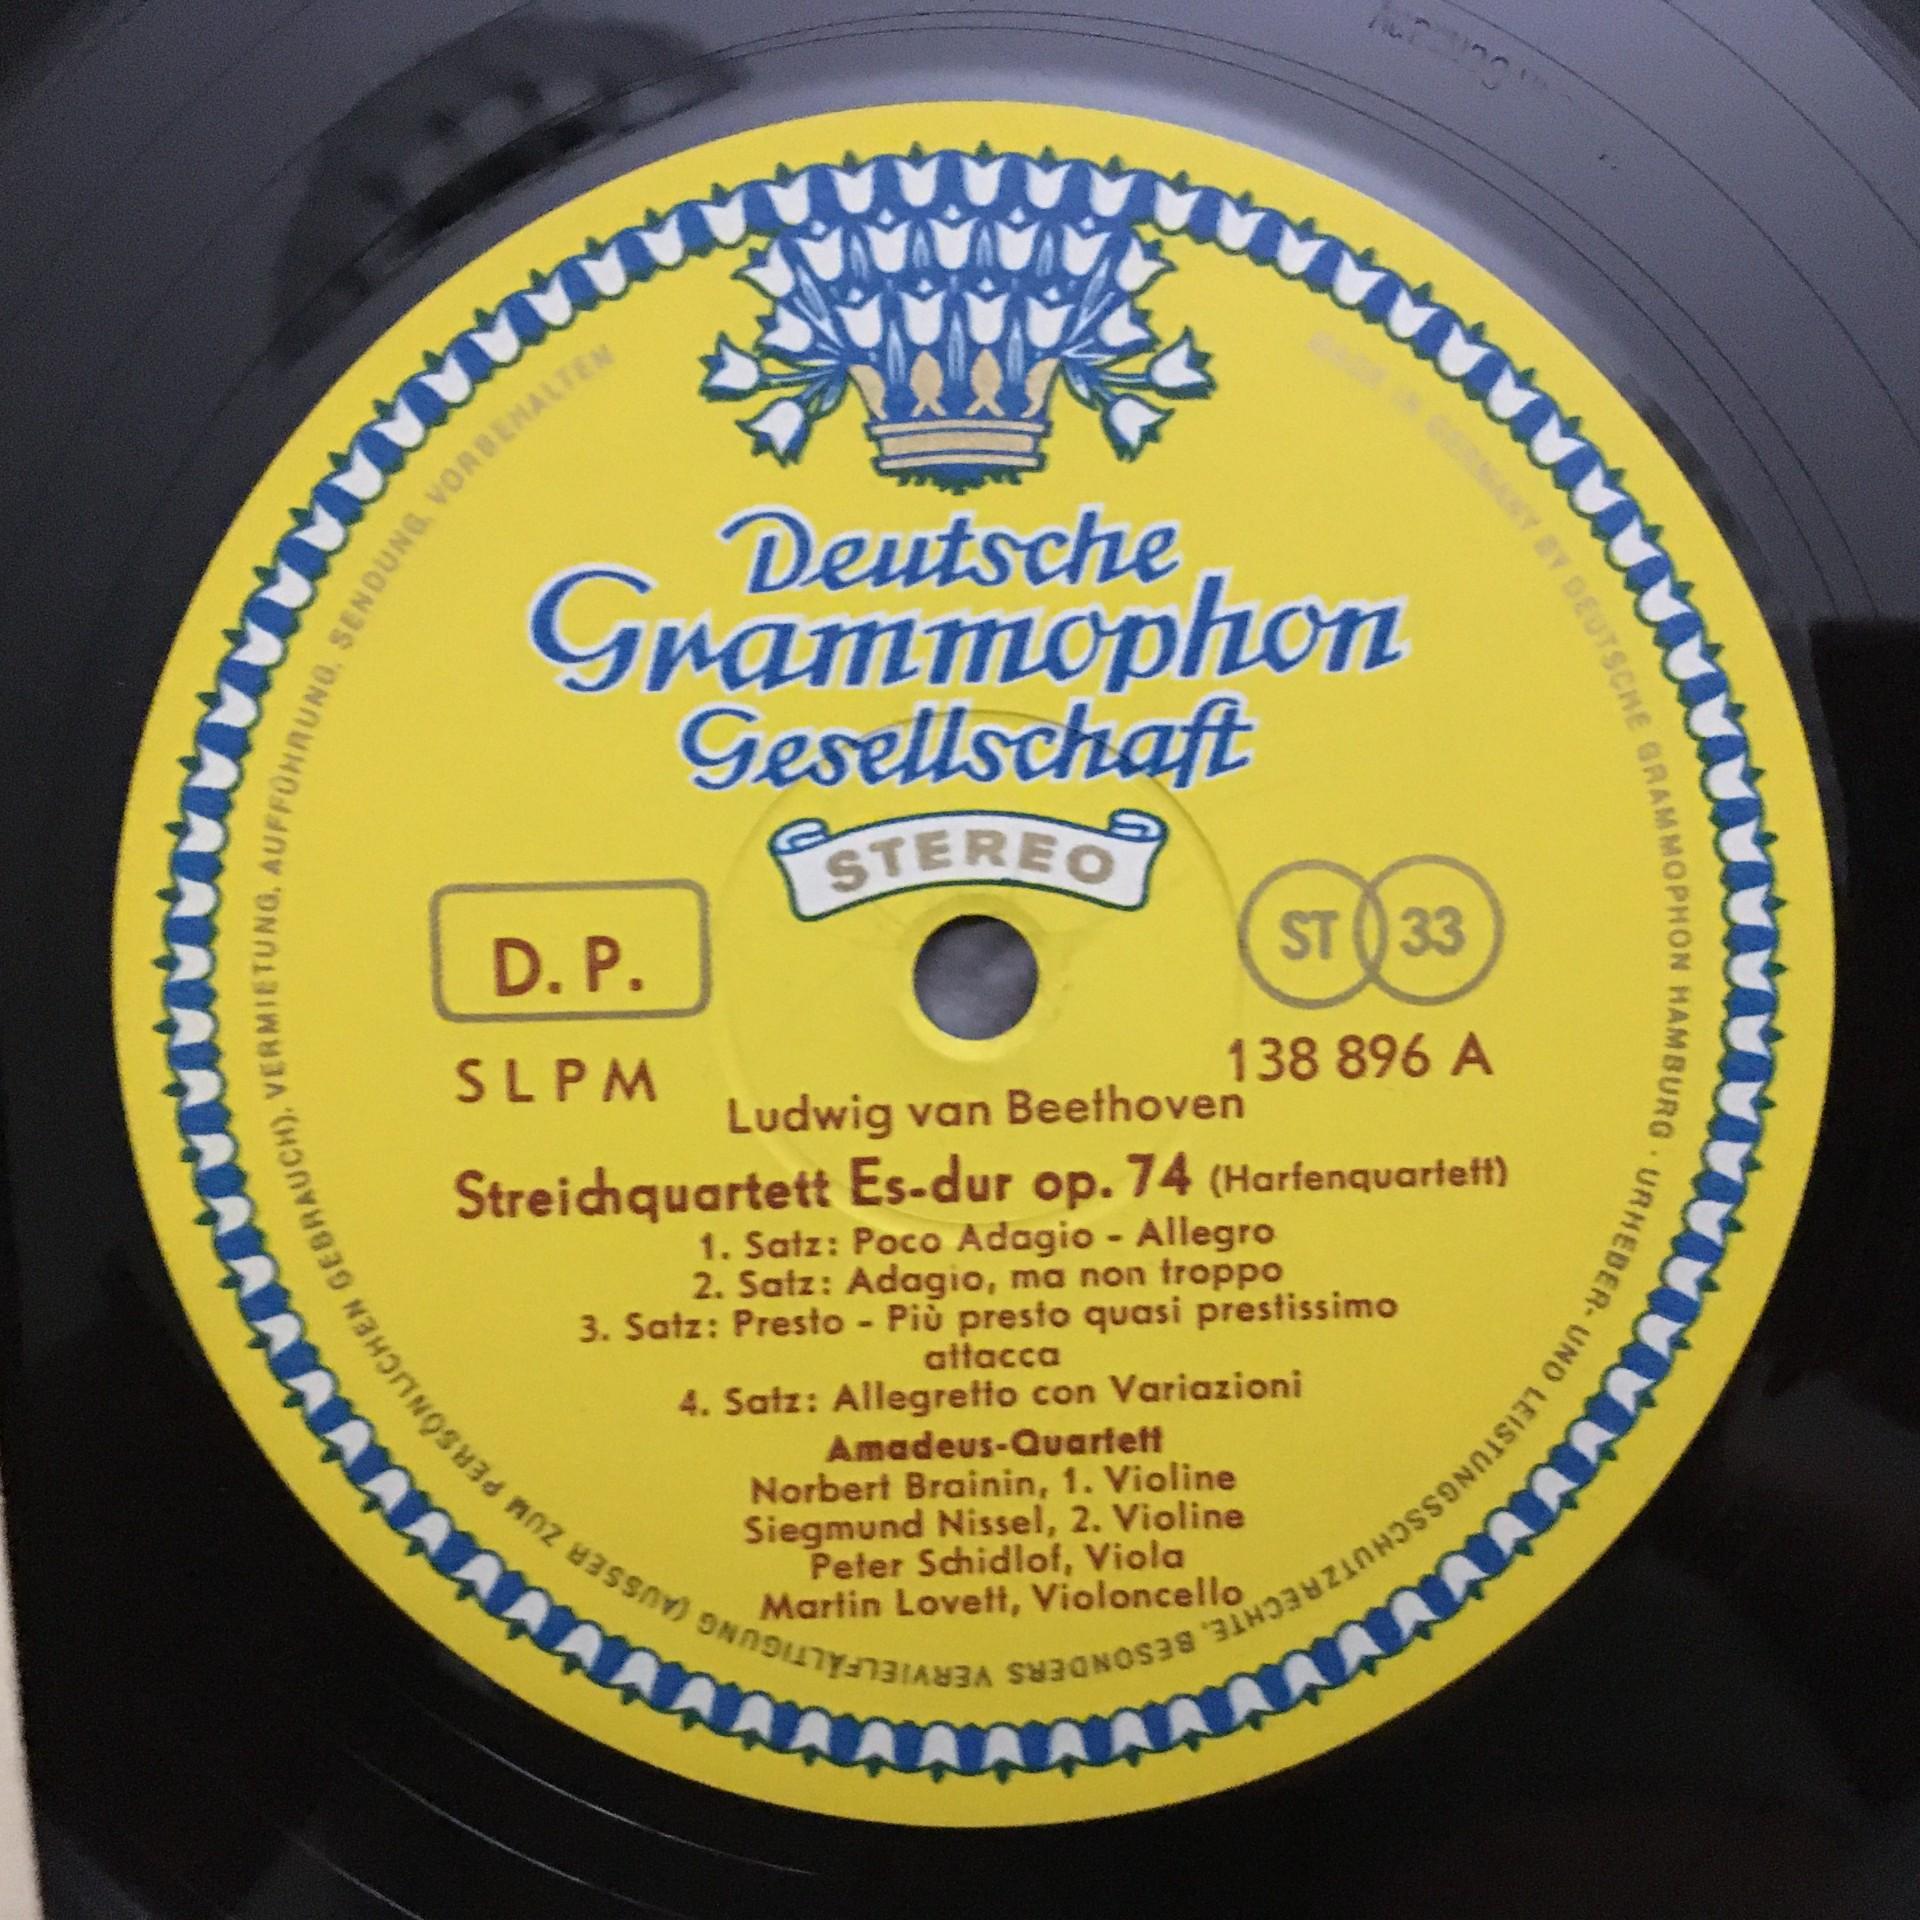 Deutsche
Grammophon
Gesellschaft
STEREO
D. P.
ST 33
SLPM
138 896 A
Ludwig van Beethoven
Streichquartett Es-dur op. 74 (Harfenquartett)
1. Satz: Poco Adagio - Allegro
2. Satz: Adagio, ma non troppo
3. Satz: Presto - Più presto quasi prestissimo
attacca
4. Satz: Allegretto con Variazioni
Amadeus-Quartett
Norbert Brainin, 1. Violine
Siegmund Nissel, 2. Violine
Peter Schidlof, Viola
Martin Lovett, Violoncello
MADE IN GERMANY BY DEUTSCHE GRAMMOPHON HAMBURG · URHEBER- UND LEISTUNGSSCHUTZRECHTE, BESONDERS VERVIELFÄLTIGUNG (AUSSER ZUM PERSÖNLICHEN GEBRAUCH), VERMIETUNG, AUFFÜHRUNG, SENDUNG, VORBEHALTEN